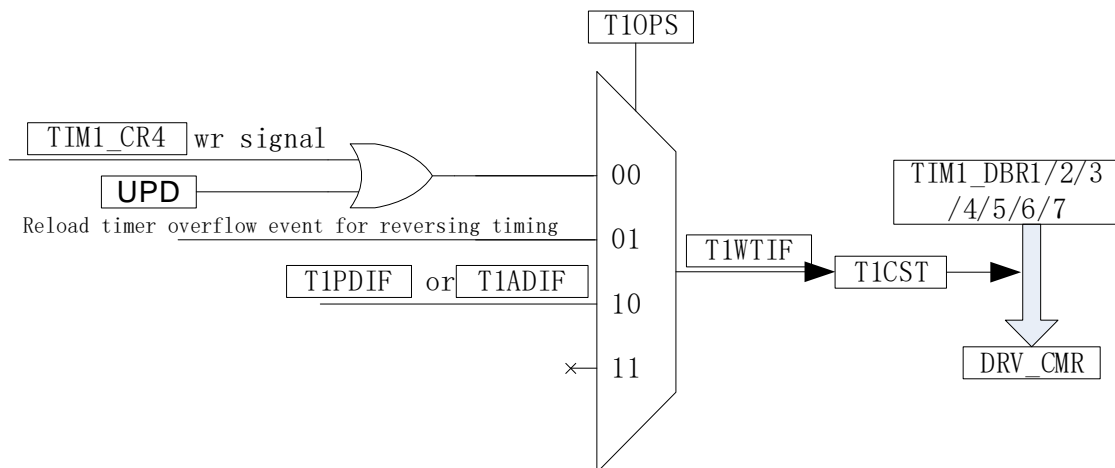 T1OPS
TIM1_CR4 wr signal
UPD
Reload timer overflow event for reversing timing
T1PDIF or T1ADIF
00
01
10
11
T1WTIF
T1CST
TIM1_DBR1/2/3
/4/5/6/7
DRV_CMR